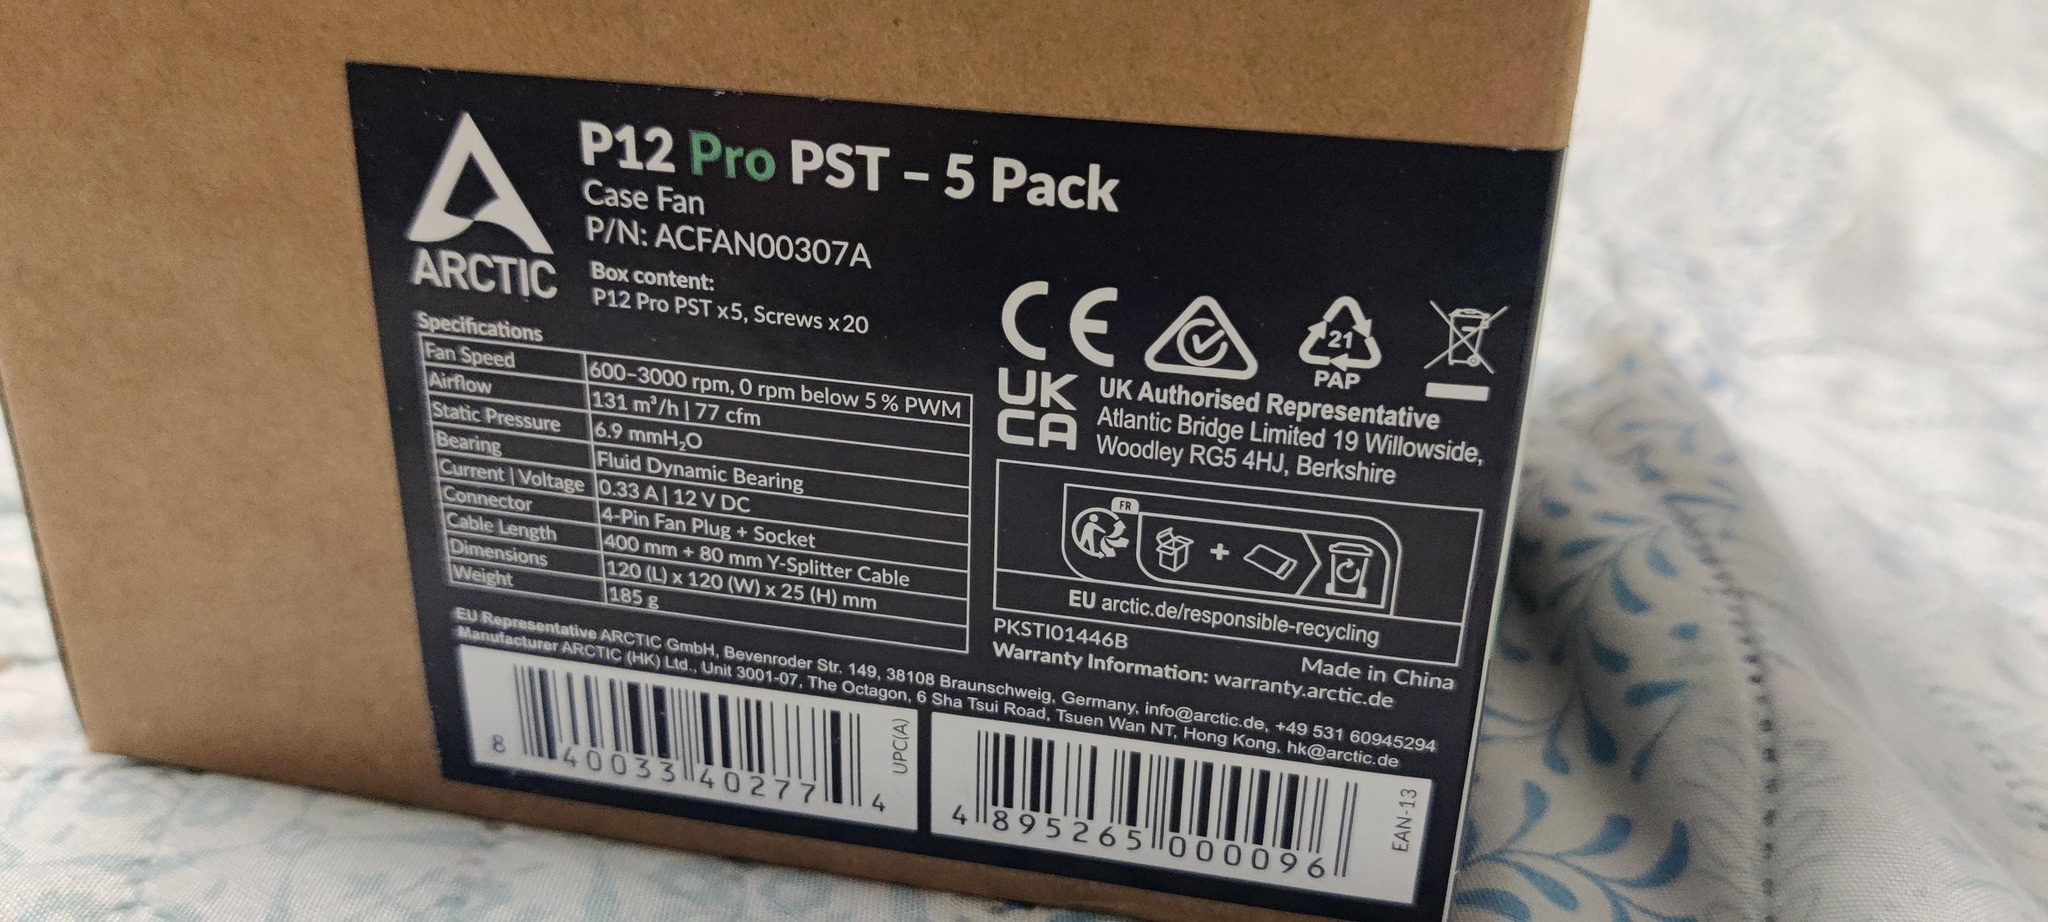 P12 Pro PST – 5 Pack
Case Fan
P/N: ACFAN00307A
ARCTIC
Box content:
P12 Pro PST x5, Screws x20
Specifications
Fan Speed 600–3000 rpm, 0 rpm below 5 % PWM
Airflow 131 m³/h | 77 cfm
Static Pressure 6.9 mmH₂O
Bearing Fluid Dynamic Bearing
Current | Voltage 0.33 A | 12 V DC
Connector 4-Pin Fan Plug + Socket
Cable Length 400 mm + 80 mm Y-Splitter Cable
Dimensions 120 (L) x 120 (W) x 25 (H) mm
Weight 185 g
CE
21
PAP
UK
CA
UK Authorised Representative
Atlantic Bridge Limited 19 Willowside,
Woodley RG5 4HJ, Berkshire
FR
+
EU arctic.de/responsible-recycling
PKSTI01446B
Made in China
Warranty Information: warranty.arctic.de
EU Representative ARCTIC GmbH, Bevenroder Str. 149, 38108 Braunschweig, Germany, info@arctic.de, +49 531 60945294
Manufacturer ARCTIC (HK) Ltd., Unit 3001-07, The Octagon, 6 Sha Tsui Road, Tsuen Wan NT, Hong Kong, hk@arctic.de
8 40033 40277 4
UPC(A)
4 895265 000096
EAN-13